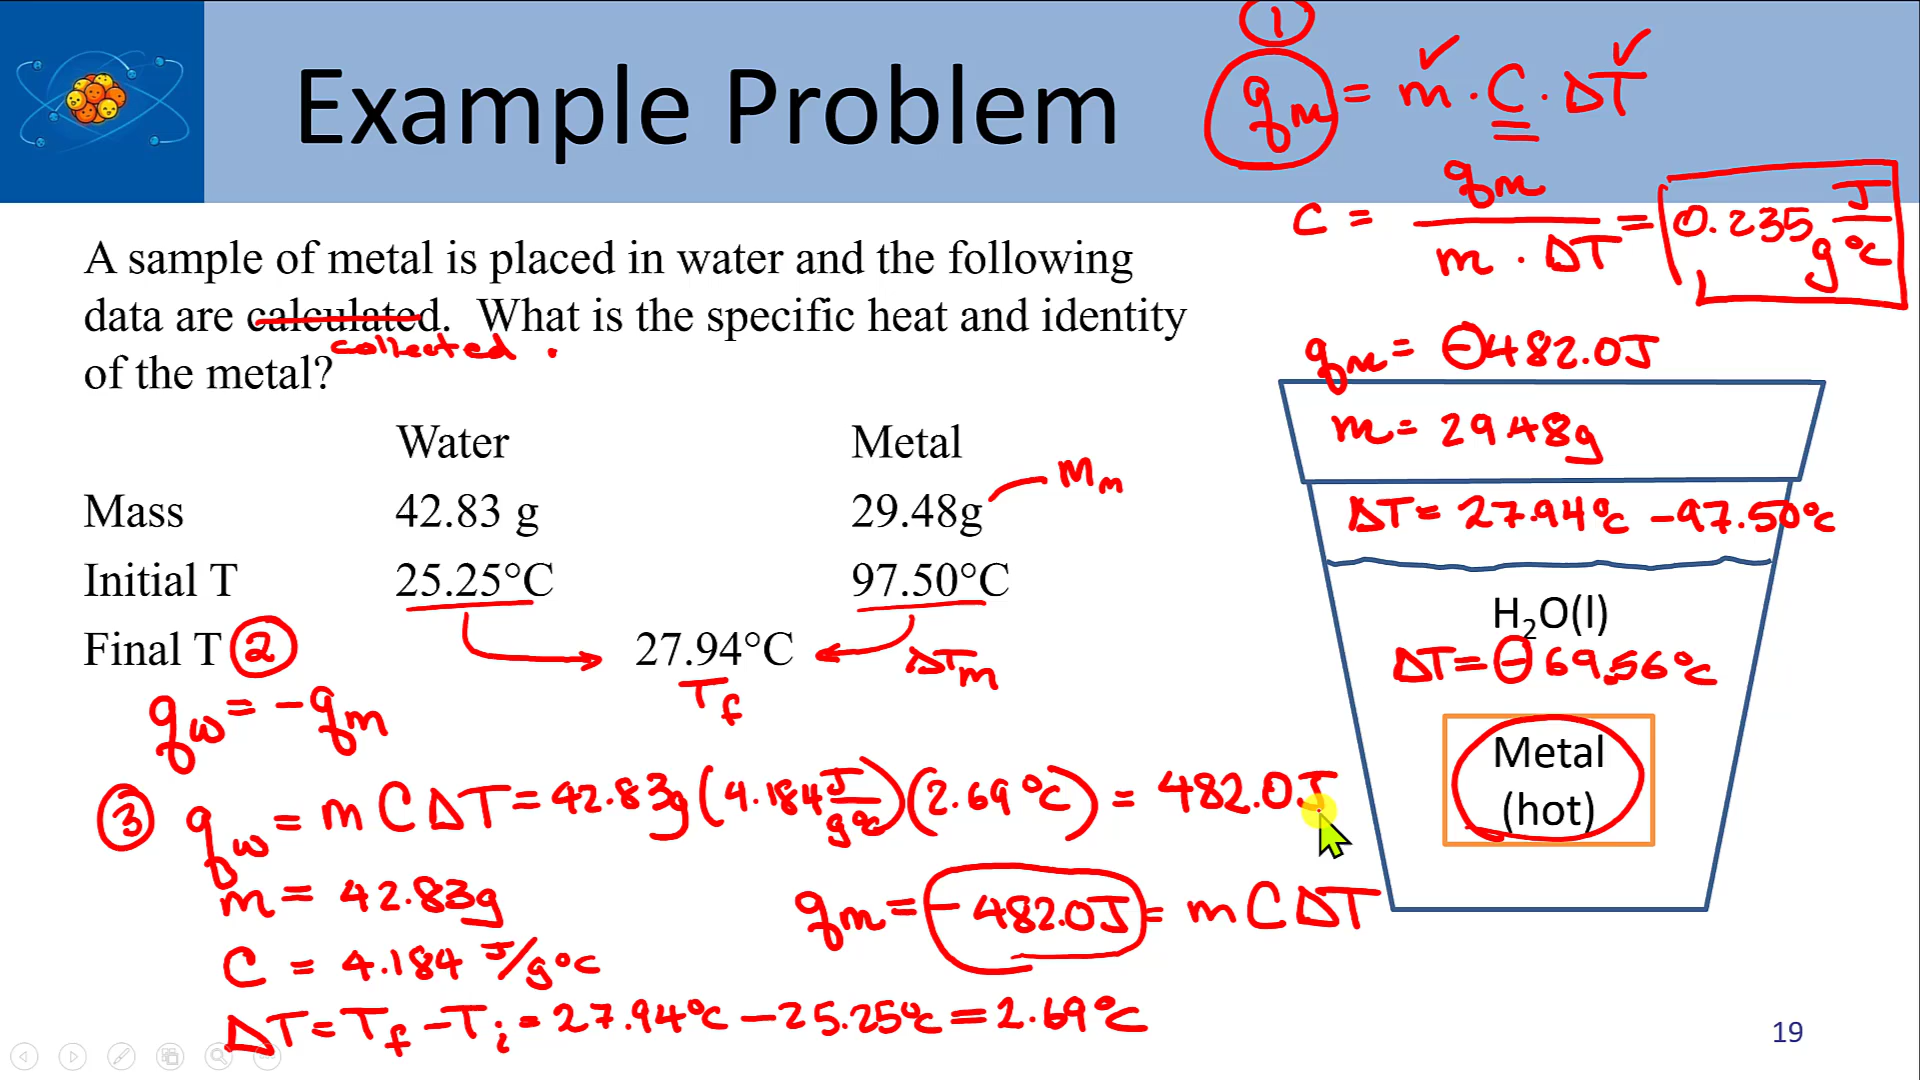 Example Problem
①
qm = m · C · ΔT
C = qm / m · ΔT = 0.235 J/g°C
A sample of metal is placed in water and the following
data are calculated. What is the specific heat and identity
collected .
of the metal?
qm = -482.0J
m = 29.48g
ΔT = 27.94°C - 97.50°C
Water Metal
Mass 42.83 g 29.48g Mm
Initial T 25.25°C 97.50°C
Final T ② 27.94°C ΔTm
Tf
H₂O(l)
ΔT = -69.56°C
Metal
(hot)
qw = -qm
③ qw = m C ΔT = 42.83g (4.184 J/g°C) (2.69°C) = 482.0J
m = 42.83g
qm = -482.0J = m C ΔT
C = 4.184 J/g°C
ΔT = Tf - Ti = 27.94°C - 25.25°C = 2.69°C
19